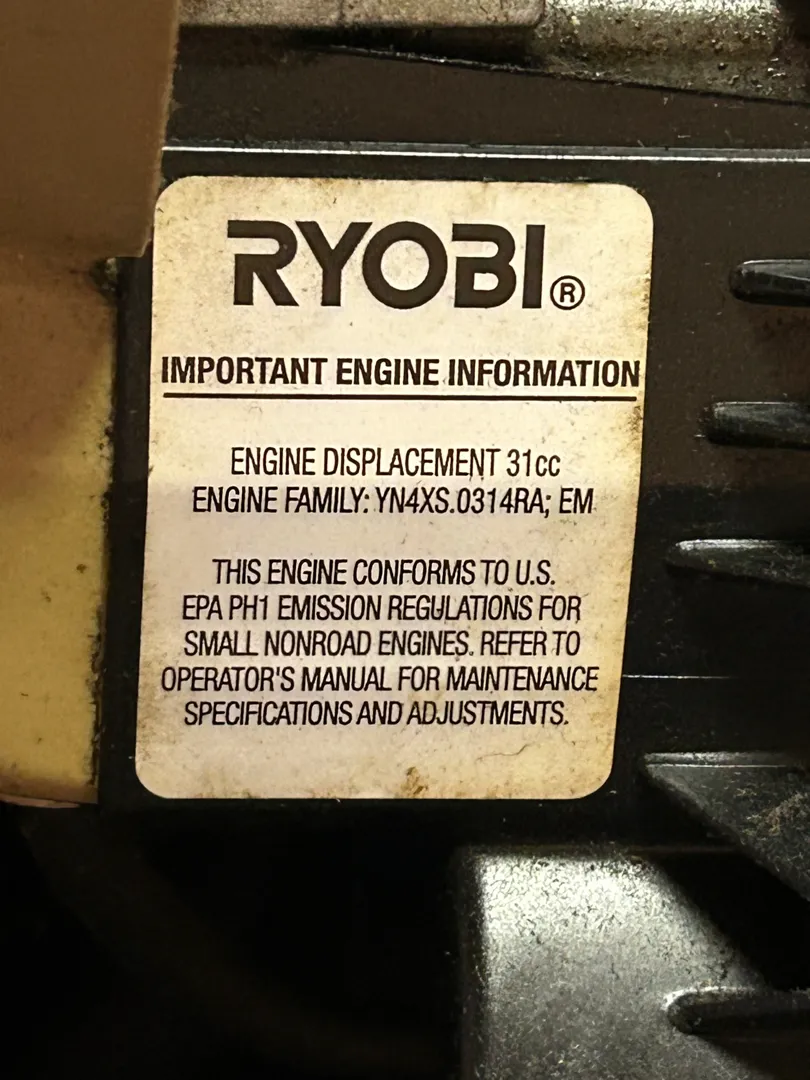 RYOBI®
IMPORTANT ENGINE INFORMATION
ENGINE DISPLACEMENT 31cc
ENGINE FAMILY: YN4XS.0314RA; EM
THIS ENGINE CONFORMS TO U.S.
EPA PH1 EMISSION REGULATIONS FOR
SMALL NONROAD ENGINES. REFER TO
OPERATOR'S MANUAL FOR MAINTENANCE
SPECIFICATIONS AND ADJUSTMENTS.